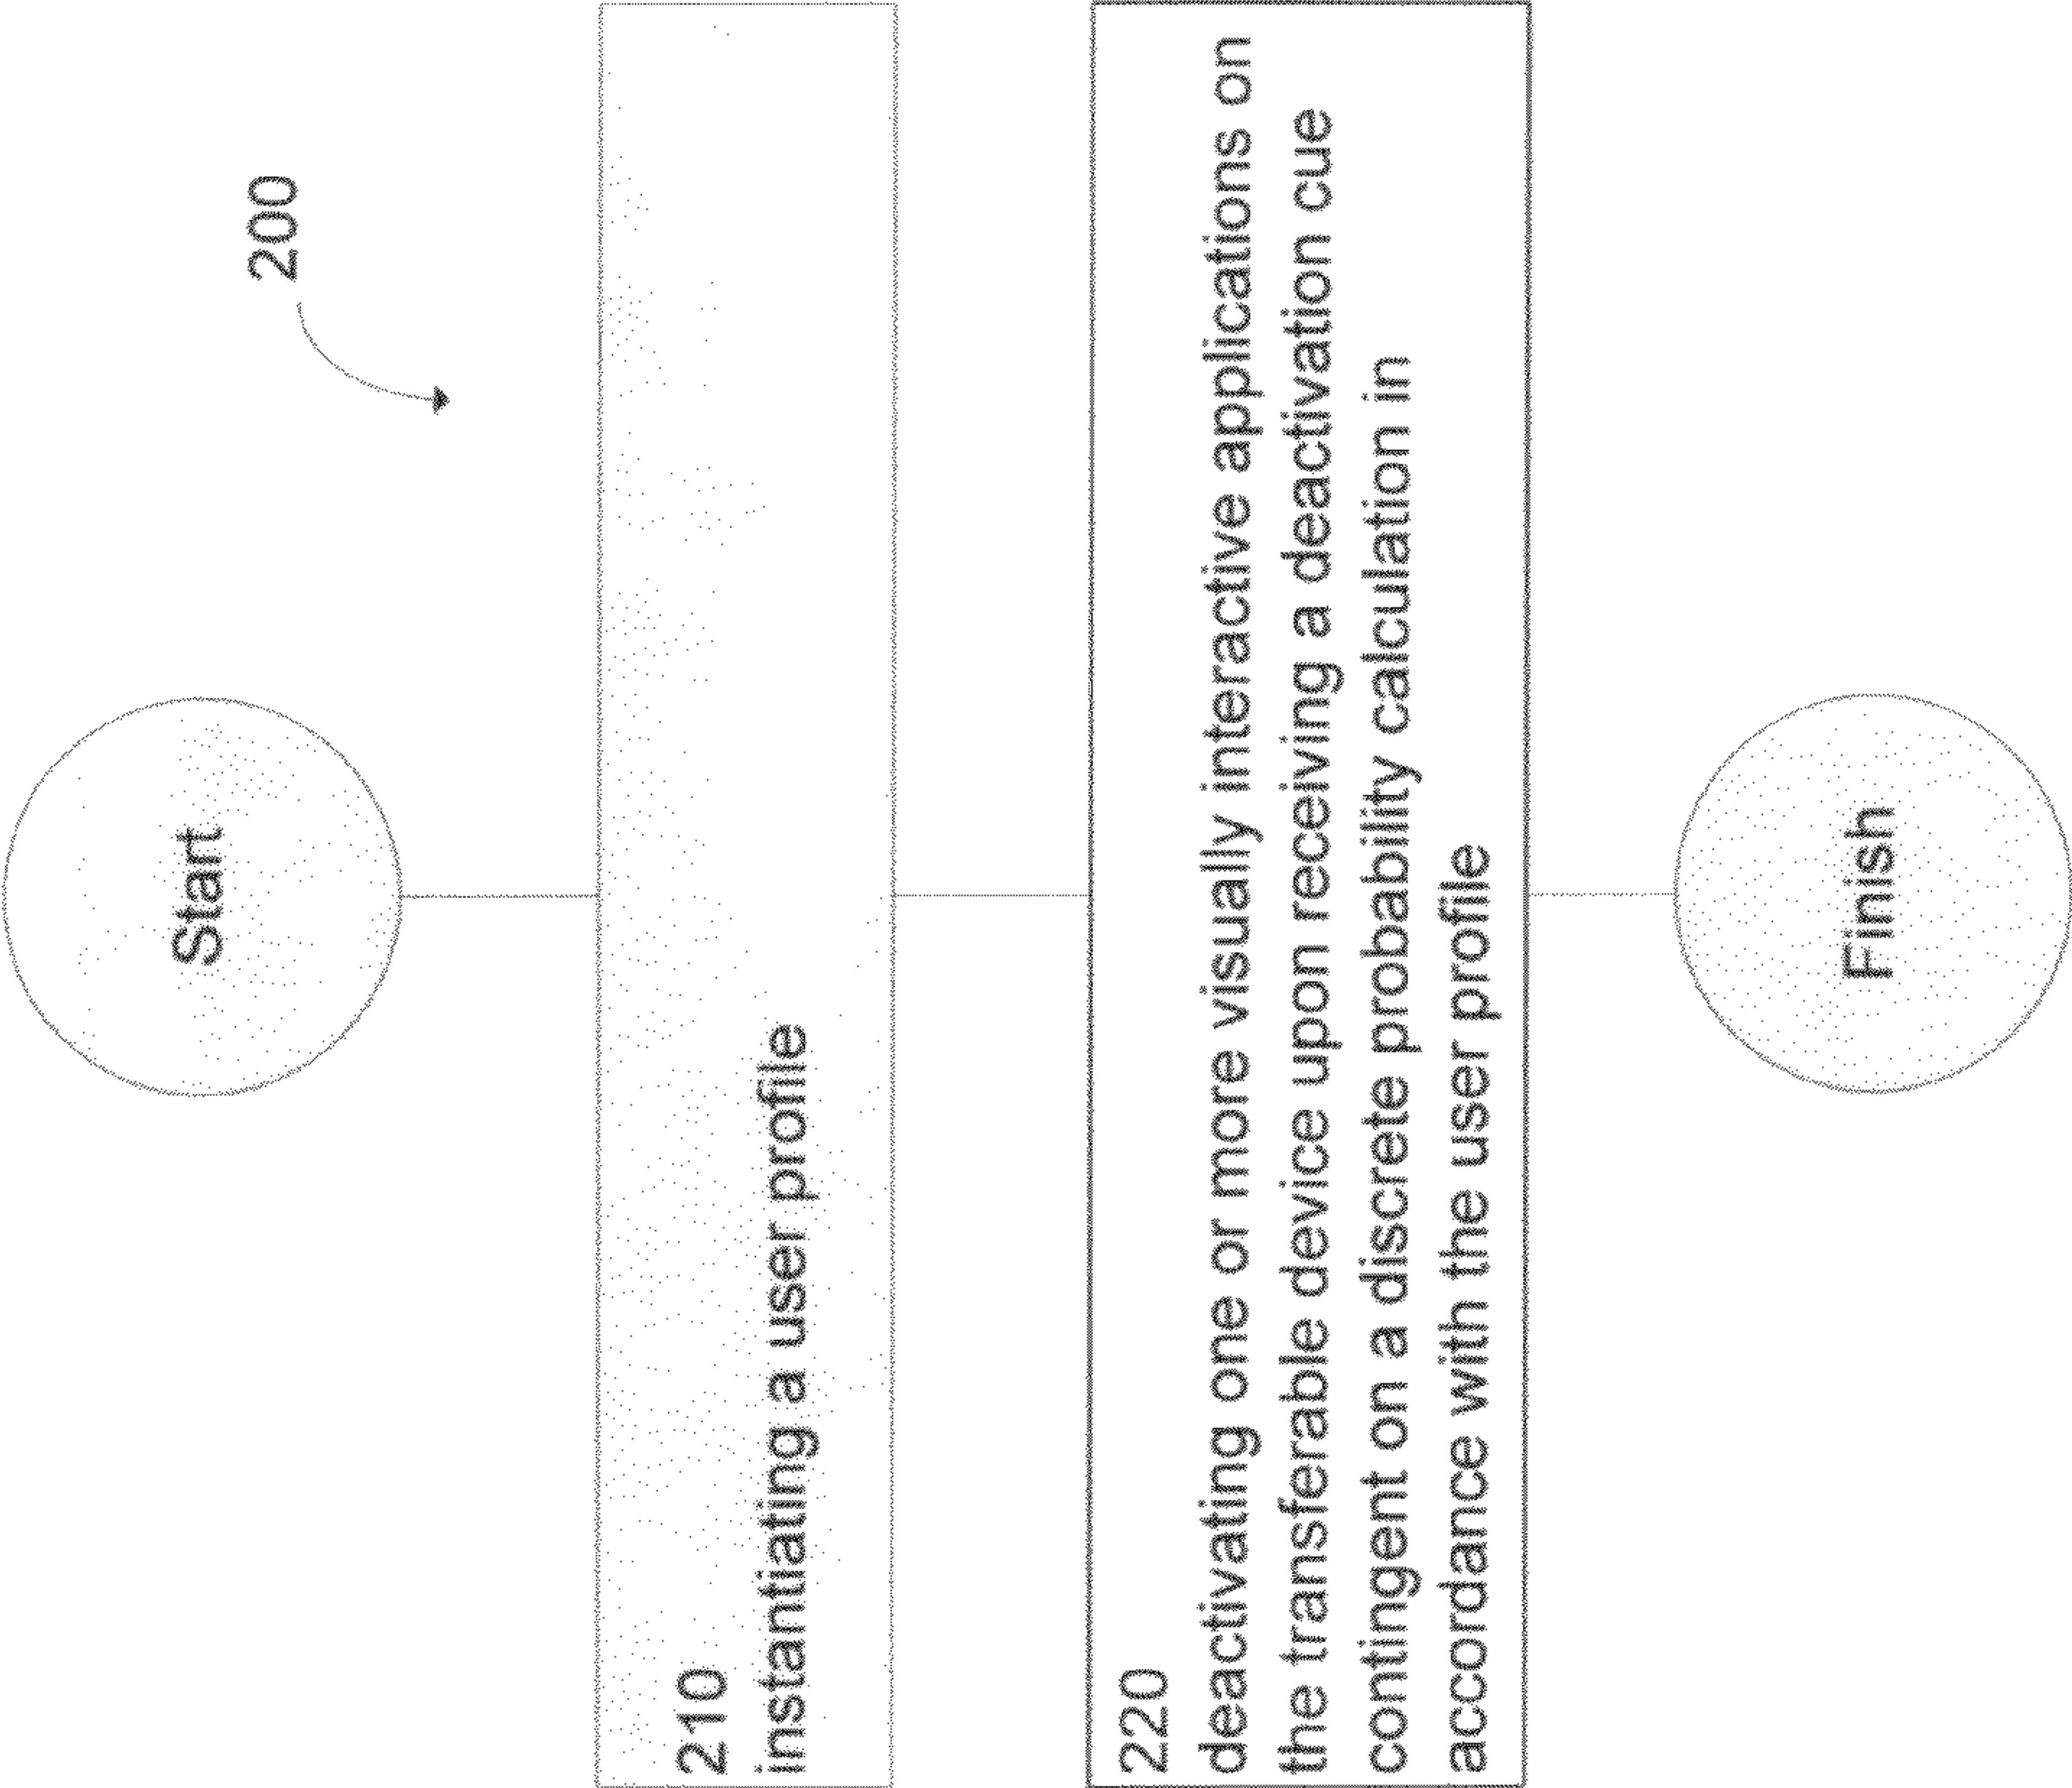 200
Start
210
instantiating a user profile
220
deactivating one or more visually interactive applications on
the transferable device upon receiving a deactivation cue
contingent on a discrete probability calculation in
accordance with the user profile
Finish